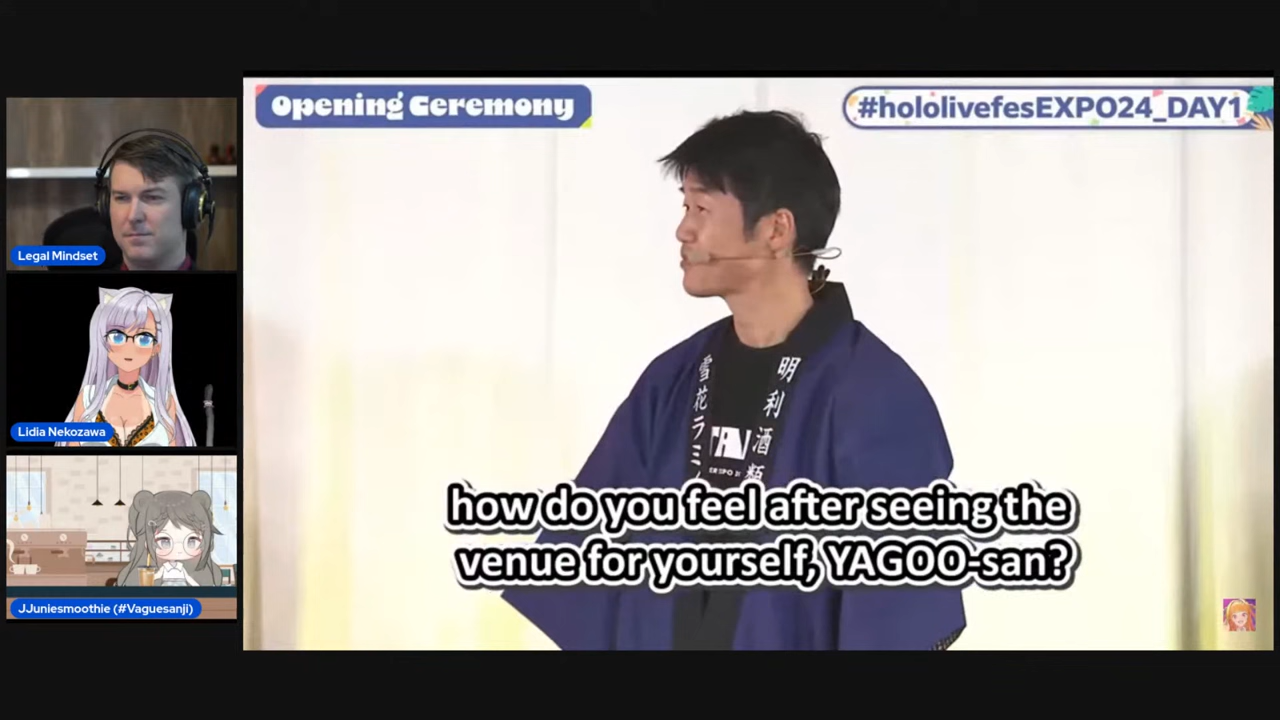 Opening Ceremony
#hololivefesEXPO24_DAY1
Legal Mindset
Lidia Nekozawa
JJuniesmoothie (#Vaguesanji)
雪花ラミ
明利酒類
how do you feel after seeing the
venue for yourself, YAGOO-san?